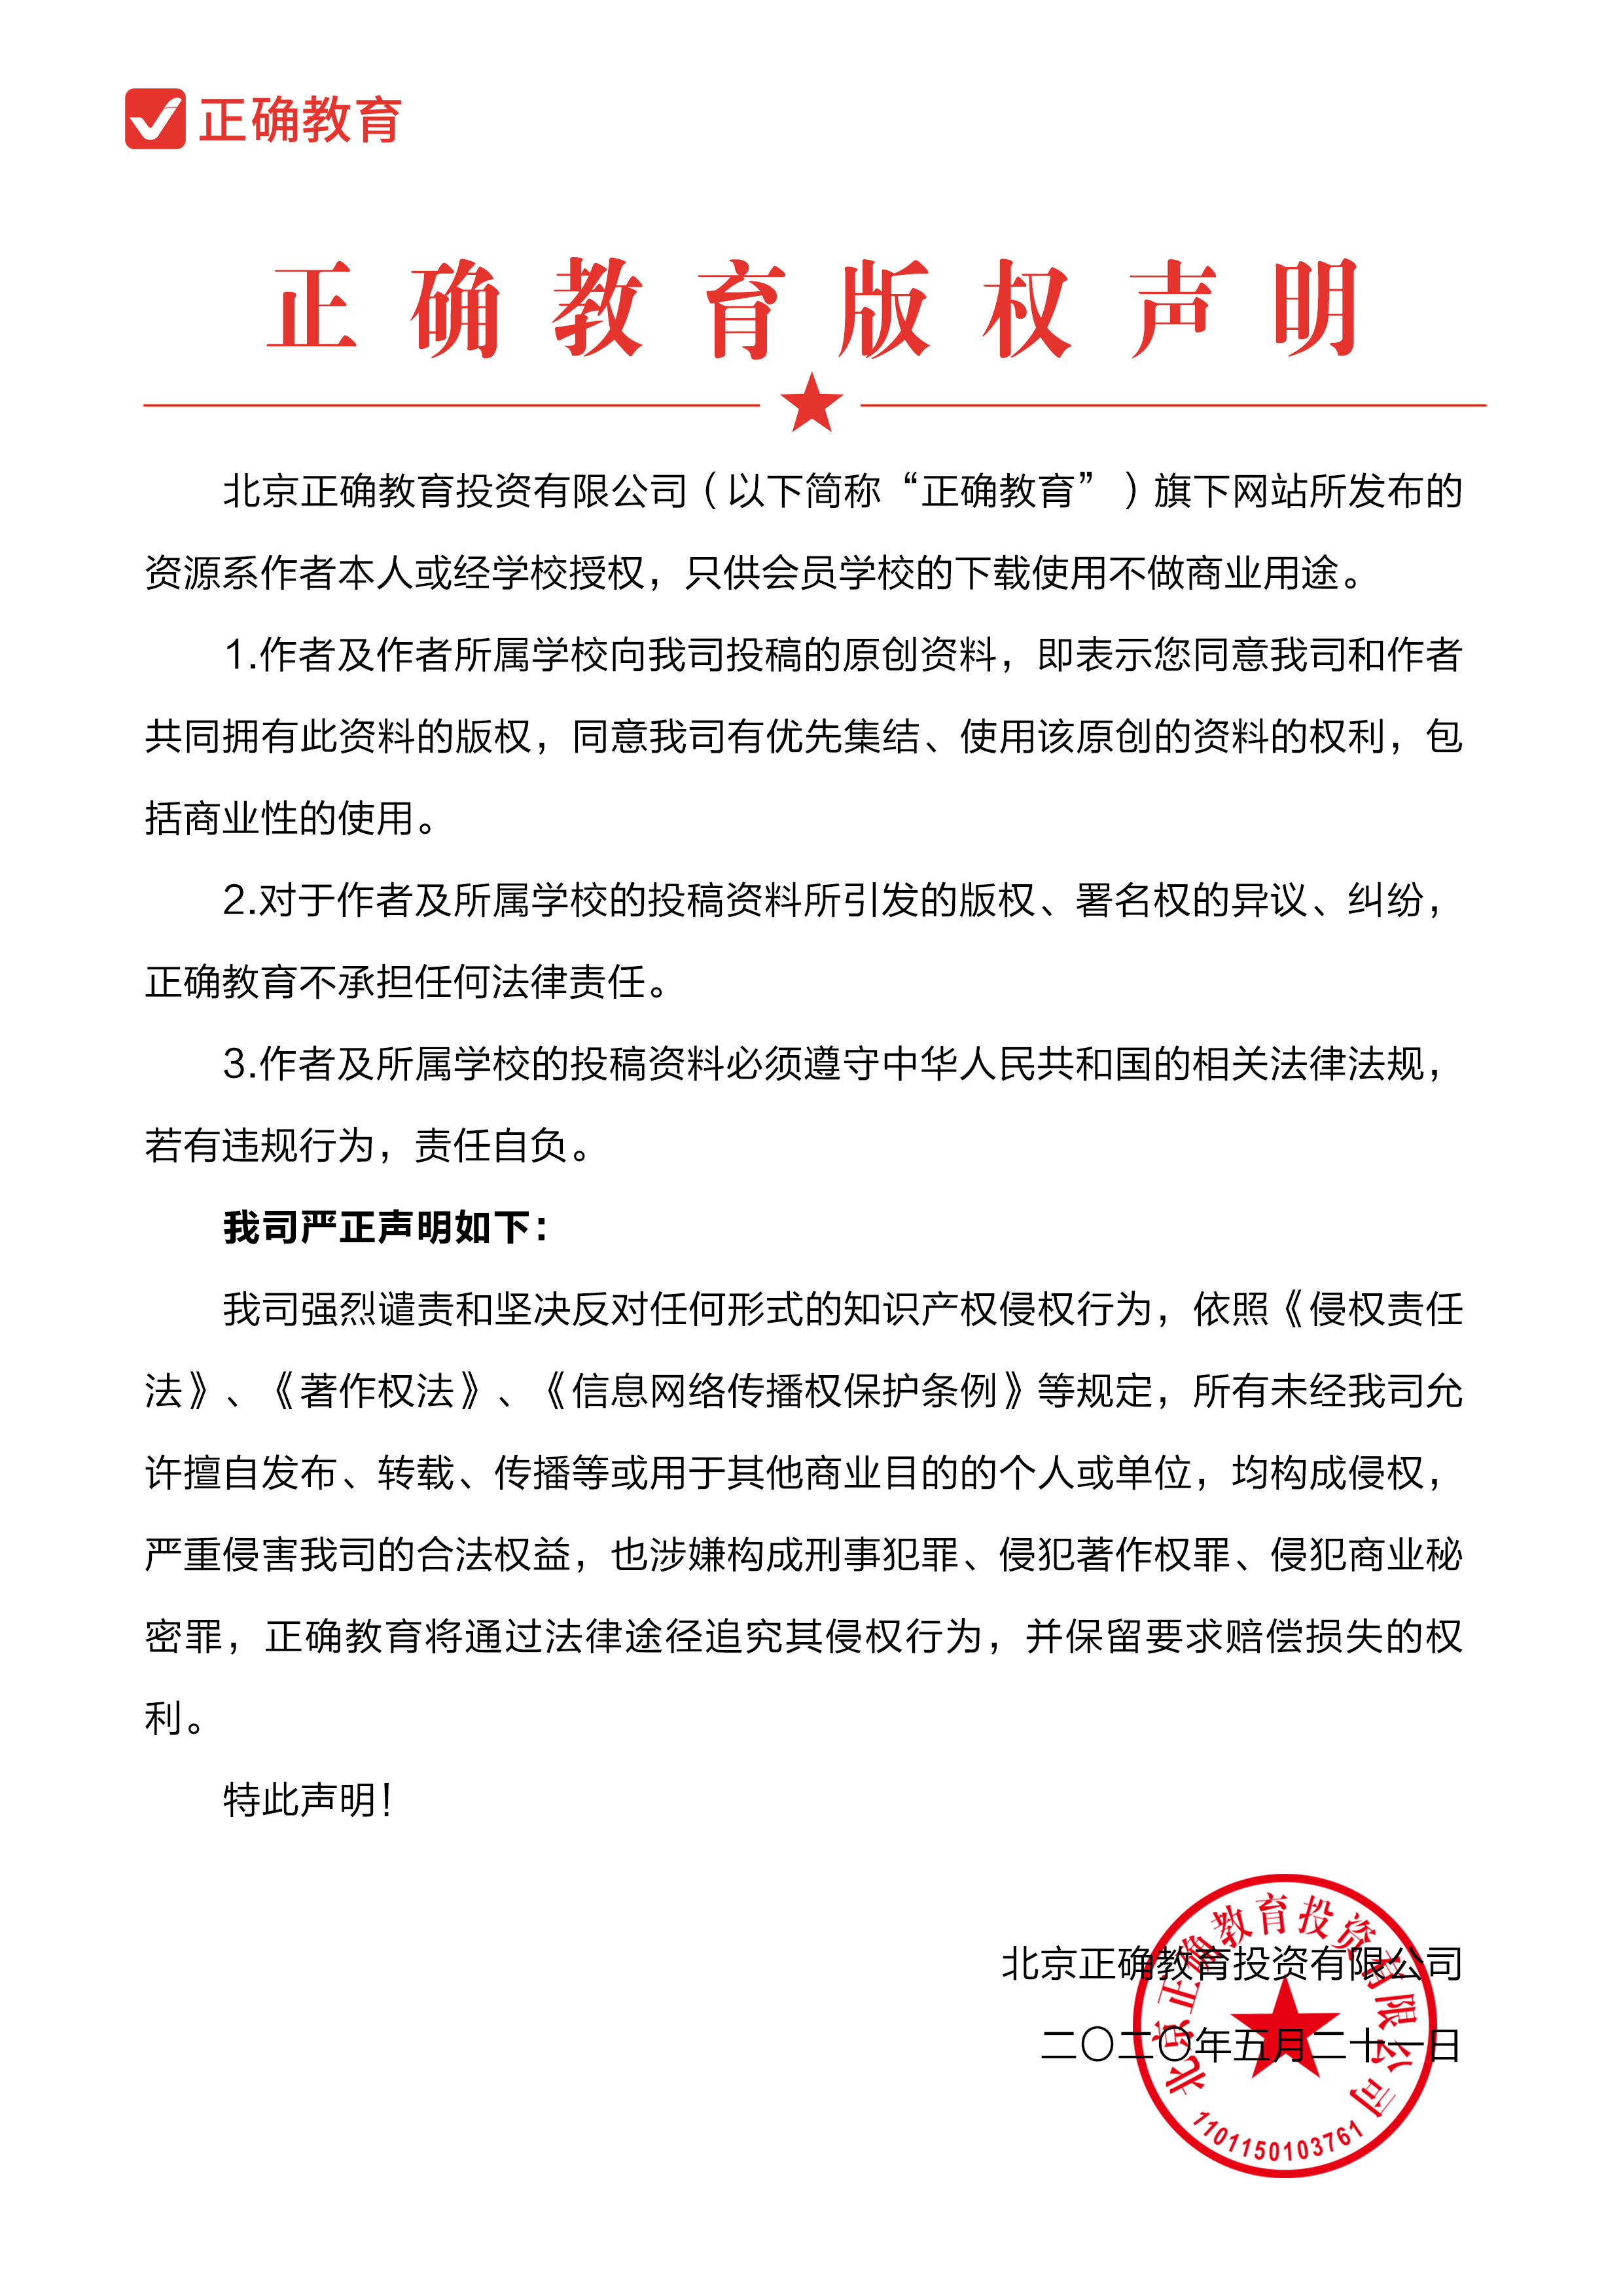 正确教育
正确教育版权声明
北京正确教育投资有限公司（以下简称“正确教育”）旗下网站所发布的
资源系作者本人或经学校授权，只供会员学校的下载使用不做商业用途。
1.作者及作者所属学校向我司投稿的原创资料，即表示您同意我司和作者
共同拥有此资料的版权，同意我司有优先集结、使用该原创的资料的权利，包
括商业性的使用。
2.对于作者及所属学校的投稿资料所引发的版权、署名权的异议、纠纷，
正确教育不承担任何法律责任。
3.作者及所属学校的投稿资料必须遵守中华人民共和国的相关法律法规，
若有违规行为，责任自负。
我司严正声明如下：
我司强烈谴责和坚决反对任何形式的知识产权侵权行为，依照《侵权责任
法》、《著作权法》、《信息网络传播权保护条例》等规定，所有未经我司允
许擅自发布、转载、传播等或用于其他商业目的的个人或单位，均构成侵权，
严重侵害我司的合法权益，也涉嫌构成刑事犯罪、侵犯著作权罪、侵犯商业秘
密罪，正确教育将通过法律途径追究其侵权行为，并保留要求赔偿损失的权
利。
特此声明！
北京正确教育投资有限公司
二〇二〇年五月二十一日
北京正确教育投资有限公司
1101150103761